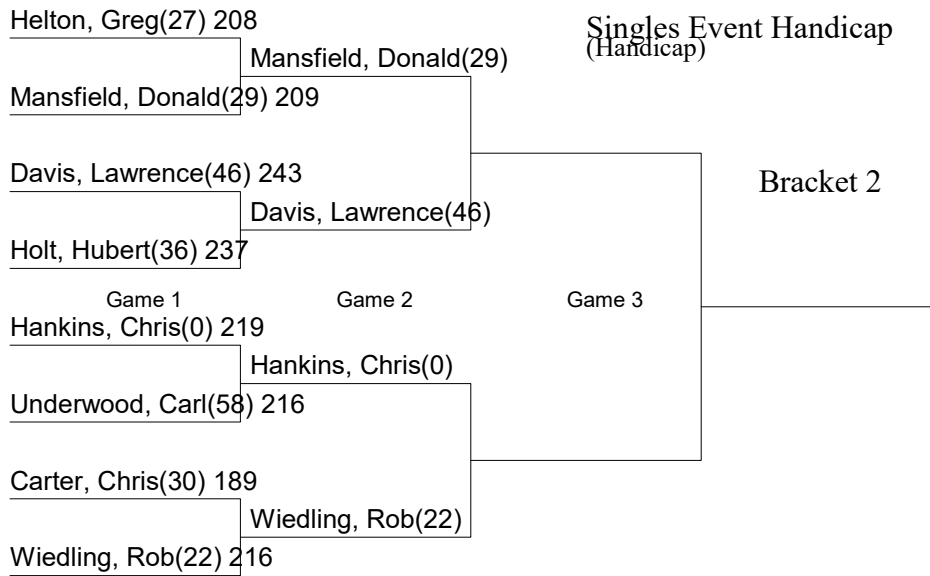 Helton, Greg(27) 208
Singles Event Handicap
(Handicap)
Mansfield, Donald(29)
Mansfield, Donald(29) 209
Davis, Lawrence(46) 243
Bracket 2
Davis, Lawrence(46)
Holt, Hubert(36) 237
Game 1
Game 2
Game 3
Hankins, Chris(0) 219
Hankins, Chris(0)
Underwood, Carl(58) 216
Carter, Chris(30) 189
Wiedling, Rob(22)
Wiedling, Rob(22) 216